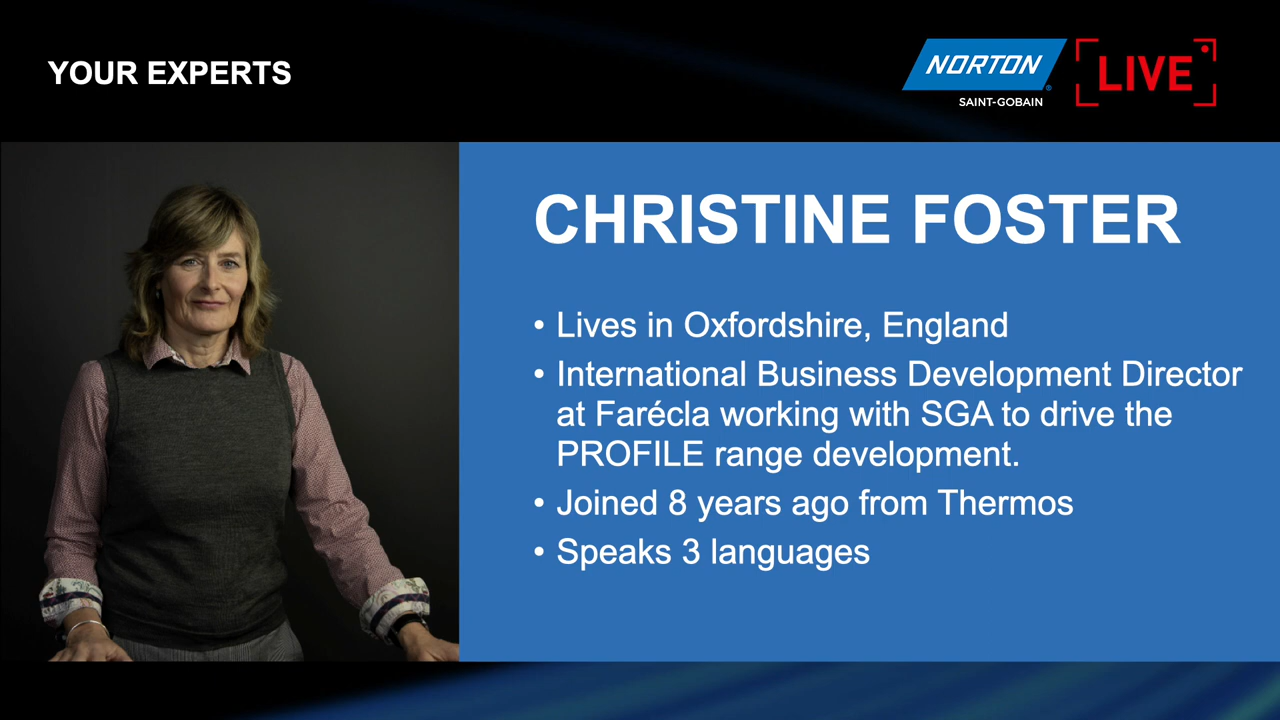 YOUR EXPERTS
NORTON
SAINT-GOBAIN
LIVE
CHRISTINE FOSTER
• Lives in Oxfordshire, England
• International Business Development Director
at Farécla working with SGA to drive the
PROFILE range development.
• Joined 8 years ago from Thermos
• Speaks 3 languages